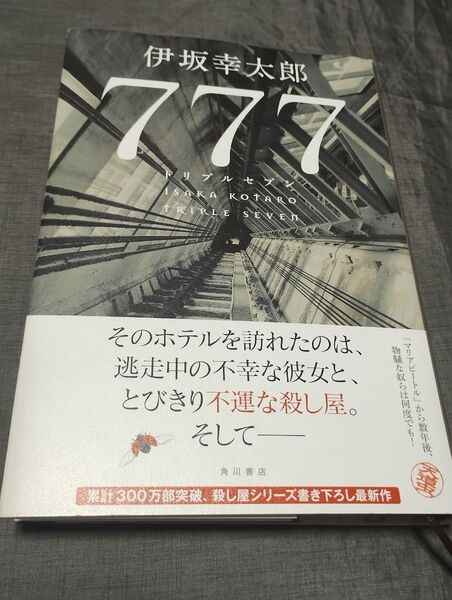 伊坂幸太郎
777
トリプルセブン
ISAKA KOTARO
TRIPLE SEVEN
そのホテルを訪れたのは、
逃走中の不幸な彼女と、
とびきり不運な殺し屋。
そして――
『マリアビートル』から数年後、
物騒な奴らは何度でも!
角川書店
累計300万部突破、殺し屋シリーズ書き下ろし最新作